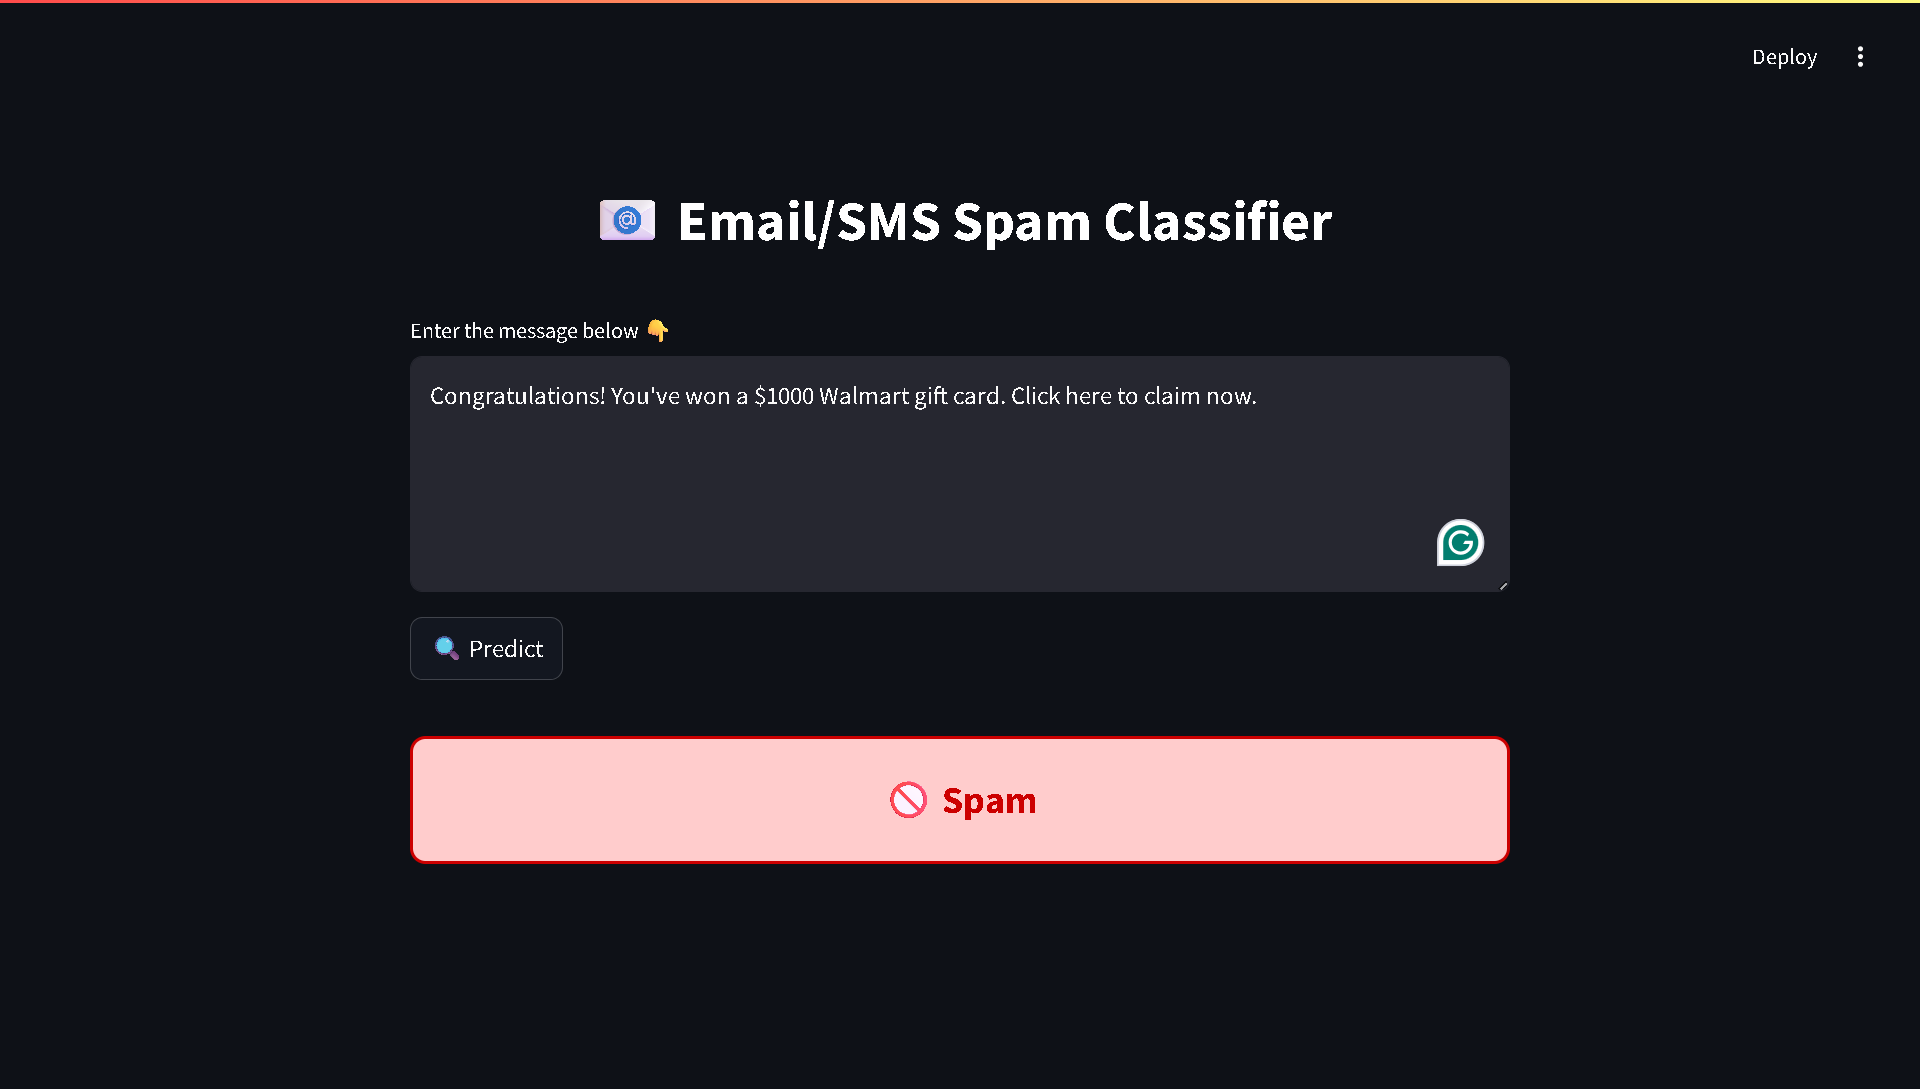 Deploy
Email/SMS Spam Classifier
Enter the message below 👇
Congratulations! You've won a $1000 Walmart gift card. Click here to claim now.
Predict
Spam